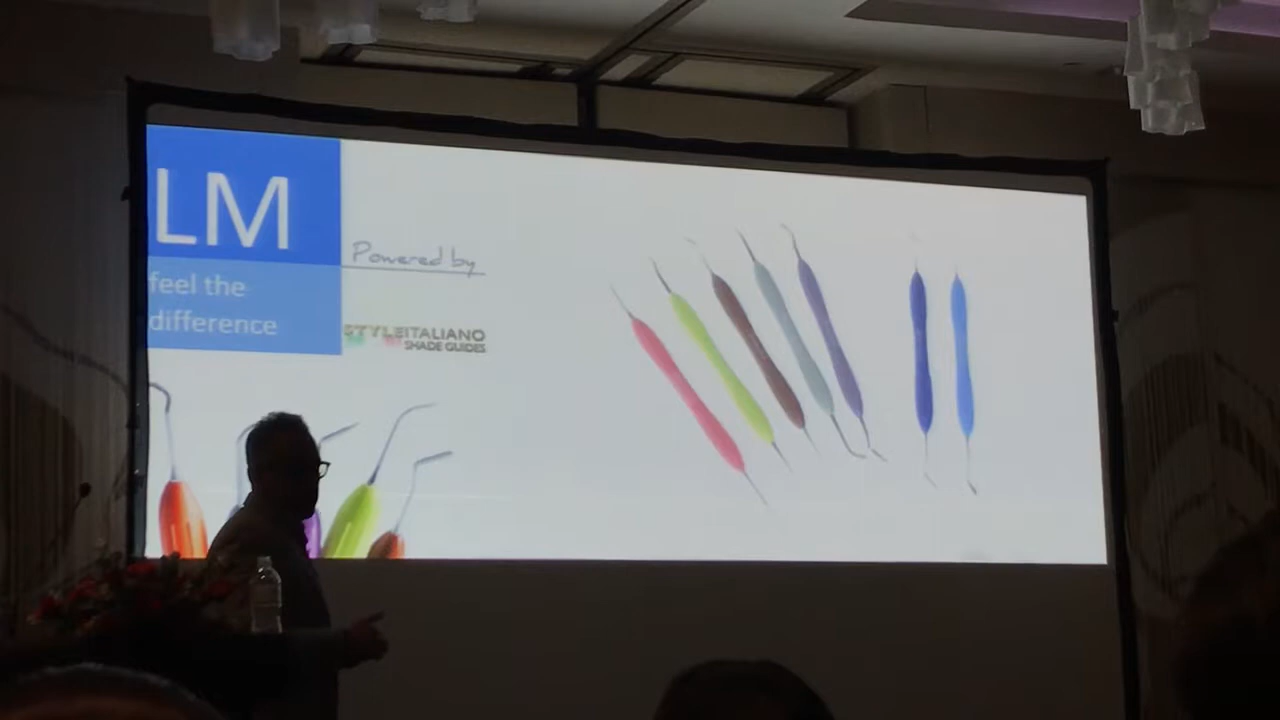 LM
feel the
difference
Powered by
STYLEITALIANO
SHADE GUIDES